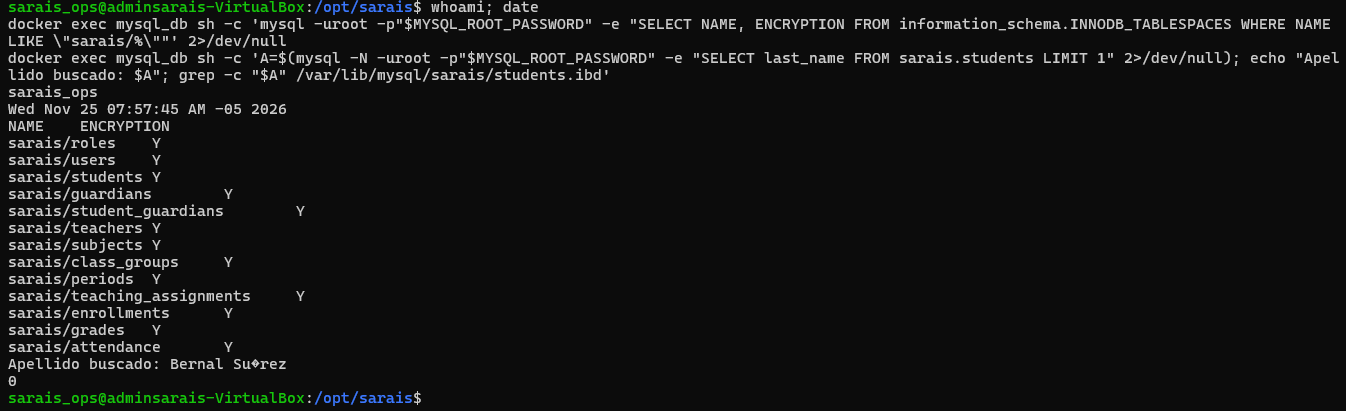 sarais_ops@adminsarais-VirtualBox:/opt/sarais$ whoami; date
docker exec mysql_db sh -c 'mysql -uroot -p"$MYSQL_ROOT_PASSWORD" -e "SELECT NAME, ENCRYPTION FROM information_schema.INNODB_TABLESPACES WHERE NAME
LIKE \"sarais/%\""' 2>/dev/null
docker exec mysql_db sh -c 'A=$(mysql -N -uroot -p"$MYSQL_ROOT_PASSWORD" -e "SELECT last_name FROM sarais.students LIMIT 1" 2>/dev/null); echo "Apel
lido buscado: $A"; grep -c "$A" /var/lib/mysql/sarais/students.ibd'
sarais_ops
Wed Nov 25 07:57:45 AM -05 2026
NAME    ENCRYPTION
sarais/roles    Y
sarais/users    Y
sarais/students Y
sarais/guardians        Y
sarais/student_guardians        Y
sarais/teachers Y
sarais/subjects Y
sarais/class_groups     Y
sarais/periods  Y
sarais/teaching_assignments     Y
sarais/enrollments      Y
sarais/grades   Y
sarais/attendance       Y
Apellido buscado: Bernal Su�rez
0
sarais_ops@adminsarais-VirtualBox:/opt/sarais$